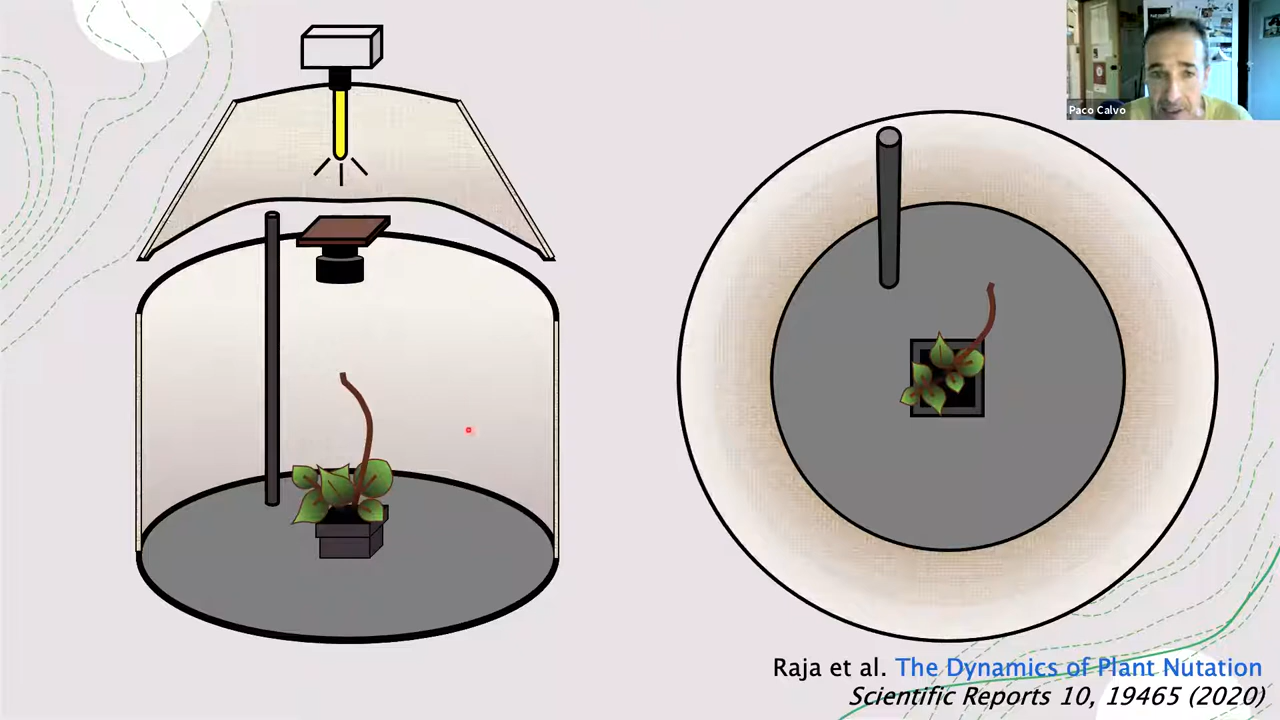 Paco Calvo
Raja et al. The Dynamics of Plant Nutation
Scientific Reports 10, 19465 (2020)